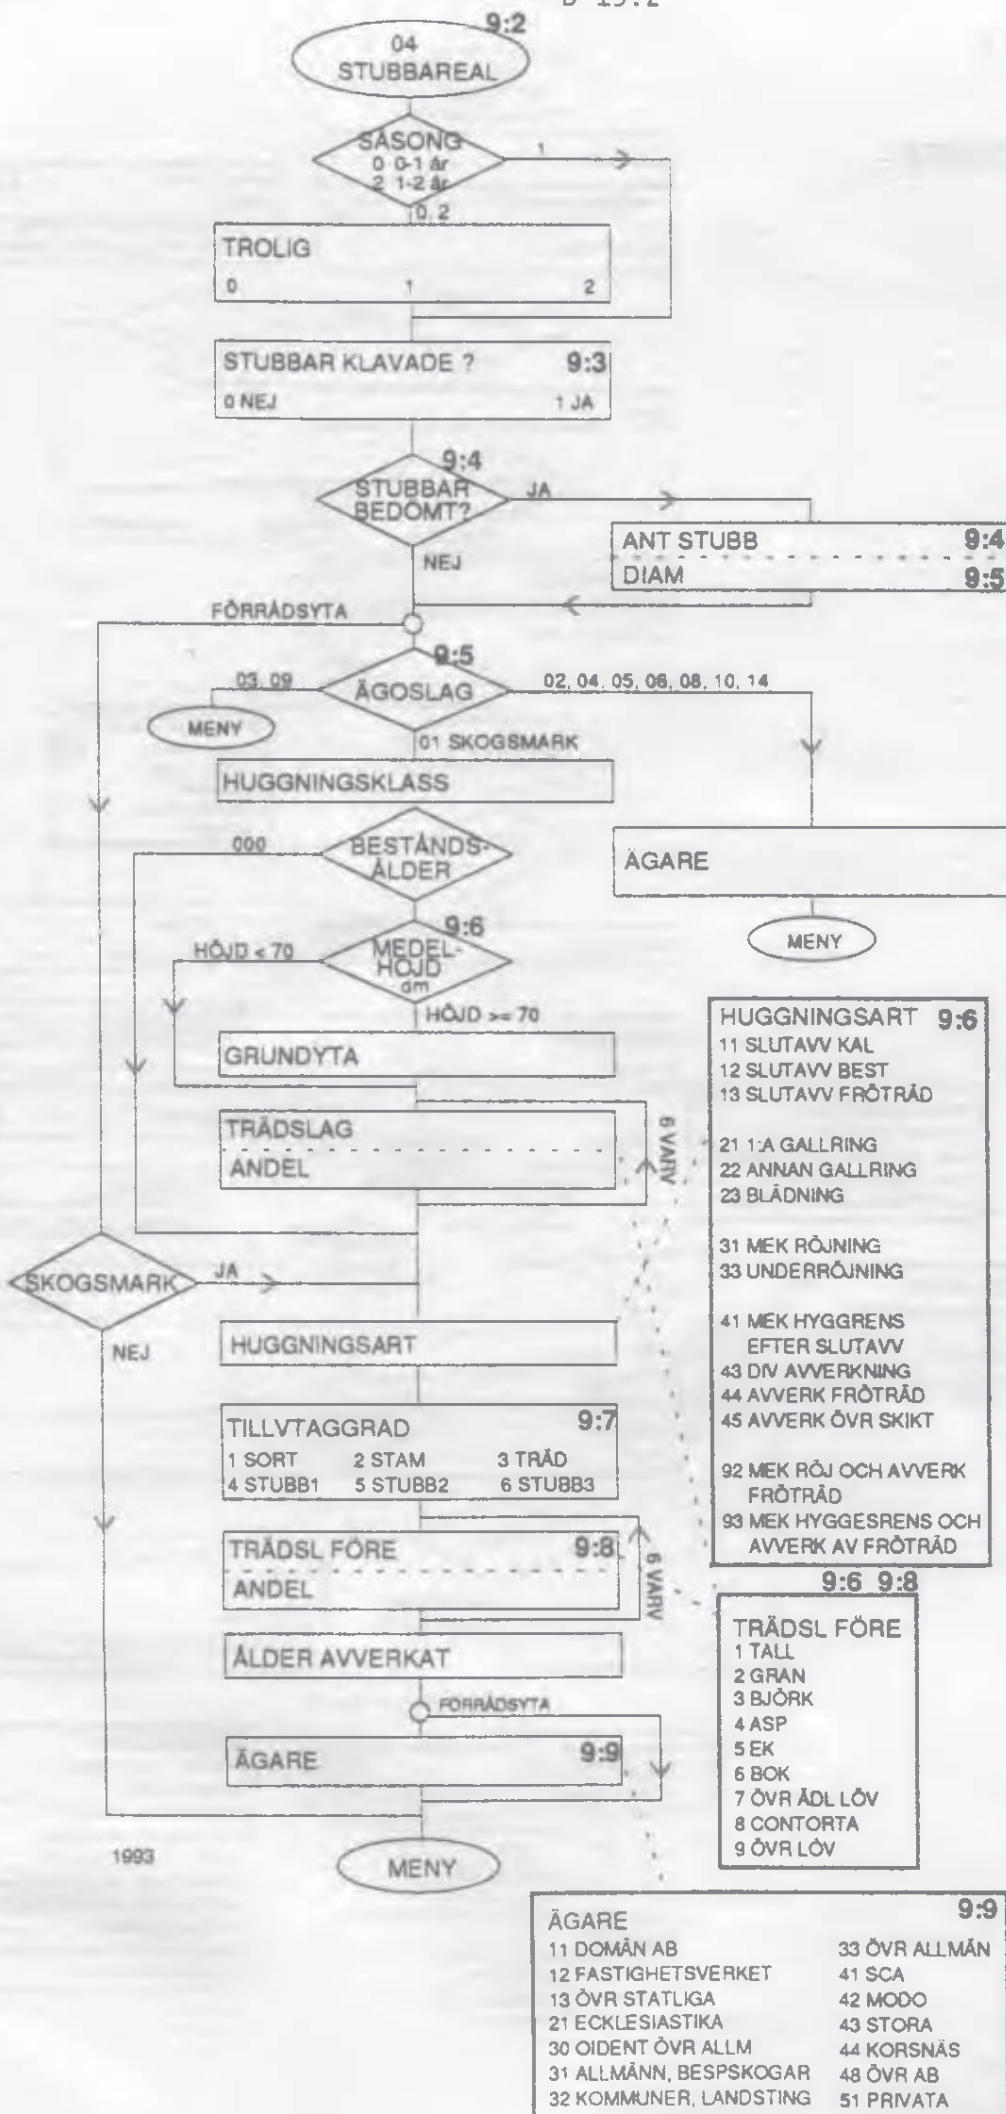 9:2
04
STUBBAREAL
SÄSONG
0 0-1 år
2 1-2 år
1
0, 2
TROLIG
0 1 2
STUBBAR KLAVADE ? 9:3
0 NEJ 1 JA
9:4
STUBBAR
BEDÖMT?
JA
NEJ
ANT STUBB 9:4
DIAM 9:5
FÖRRÅDSYTA
9:5
ÄGOSLAG
03, 09
02, 04, 05, 06, 08, 10, 14
MENY
01 SKOGSMARK
HUGGNINGSKLASS
000
BESTÅNDS-
ÅLDER
ÄGARE
MENY
9:6
MEDEL-
HÖJD
dm
HÖJD < 70
HÖJD >= 70
GRUNDYTA
TRÄDSLAG
ANDEL
6 VARV
SKOGSMARK
JA
NEJ
HUGGNINGSART
TILLVTAGGRAD 9:7
1 SORT 2 STAM 3 TRÄD
4 STUBB1 5 STUBB2 6 STUBB3
TRÄDSL FÖRE 9:8
ANDEL
6 VARV
ÅLDER AVVERKAT
FÖRRÅDSYTA
ÄGARE 9:9
MENY
1993
HUGGNINGSART 9:6
11 SLUTAVV KAL
12 SLUTAVV BEST
13 SLUTAVV FRÖTRÄD
21 1:A GALLRING
22 ANNAN GALLRING
23 BLÄDNING
31 MEK RÖJNING
33 UNDERRÖJNING
41 MEK HYGGRENS
EFTER SLUTAVV
43 DIV AVVERKNING
44 AVVERK FRÖTRÄD
45 AVVERK ÖVR SKIKT
92 MEK RÖJ OCH AVVERK
FRÖTRÄD
93 MEK HYGGESRENS OCH
AVVERK AV FRÖTRÄD
9:6 9:8
TRÄDSL FÖRE
1 TALL
2 GRAN
3 BJÖRK
4 ASP
5 EK
6 BOK
7 ÖVR ÄDL LÖV
8 CONTORTA
9 ÖVR LÖV
ÄGARE 9:9
11 DOMÄN AB
12 FASTIGHETSVERKET
13 ÖVR STATLIGA
21 ECKLESIASTIKA
30 OIDENT ÖVR ALLM
31 ALLMÄNN, BESPSKOGAR
32 KOMMUNER, LANDSTING
33 ÖVR ALLMÄN
41 SCA
42 MODO
43 STORA
44 KORSNÄS
48 ÖVR AB
51 PRIVATA